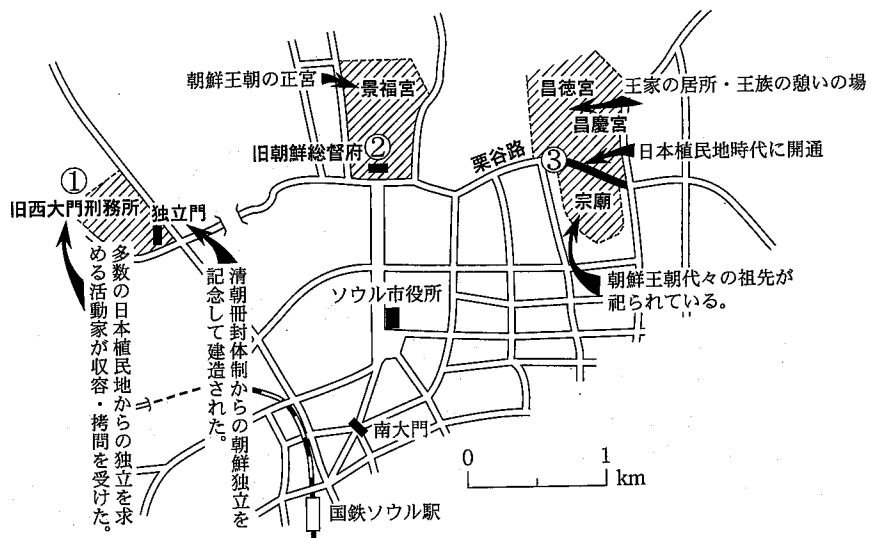 朝鮮王朝の正宮
景福宮
昌徳宮
王家の居所・王族の憩いの場
昌慶宮
旧朝鮮総督府
②
栗谷路
③
日本植民地時代に開通
①
旧西大門刑務所
独立門
宗廟
多数の日本植民地からの独立を求
める活動家が収容・拷問を受けた。
清朝冊封体制からの朝鮮独立を
記念して建造された。
ソウル市役所
朝鮮王朝代々の祖先が
祀られている。
南大門
0
1
km
国鉄ソウル駅